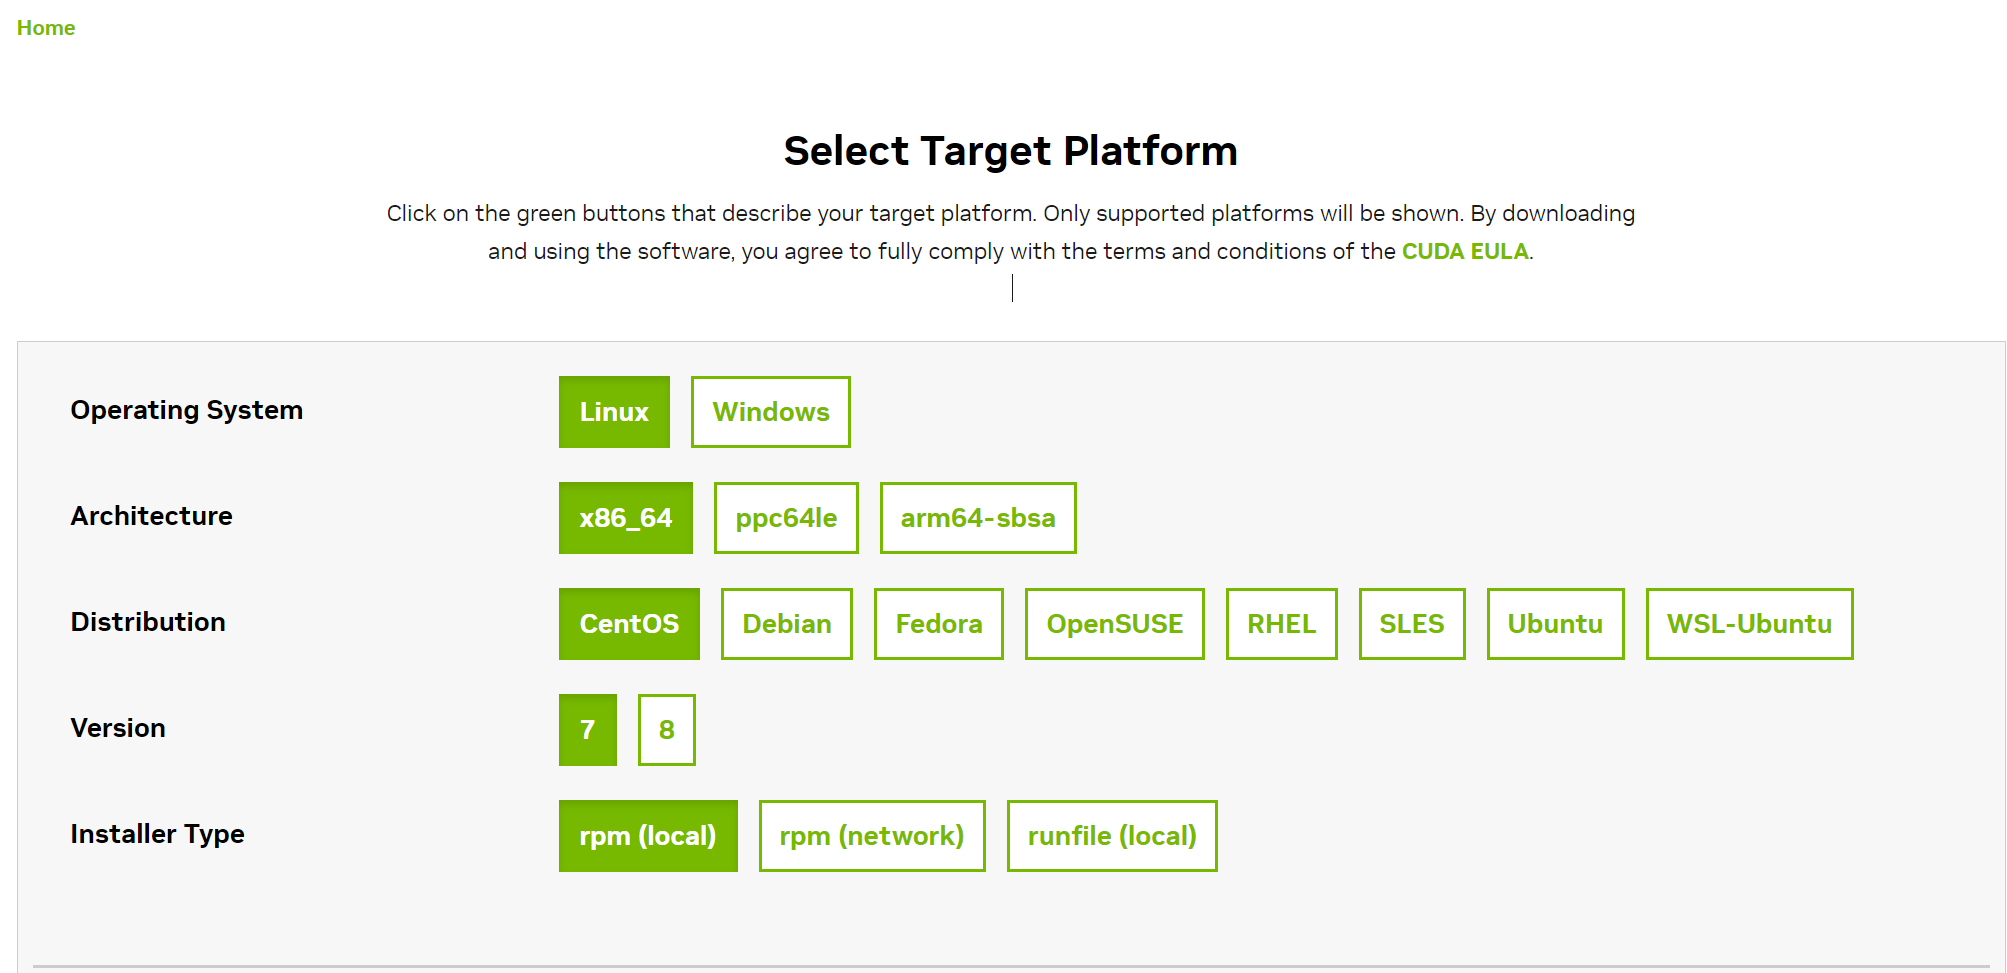 Home
Select Target Platform
Click on the green buttons that describe your target platform. Only supported platforms will be shown. By downloading
and using the software, you agree to fully comply with the terms and conditions of the CUDA EULA.
Operating System Linux Windows
Architecture x86_64 ppc64le arm64-sbsa
Distribution CentOS Debian Fedora OpenSUSE RHEL SLES Ubuntu WSL-Ubuntu
Version 7 8
Installer Type rpm (local) rpm (network) runfile (local)